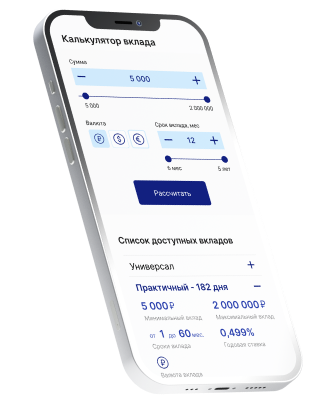 Калькулятор вклада
Сумма
− 5 000 +
5 000 2 000 000
Валюта Срок вклада, мес
₽ $ € − 12 +
6 мес 5 лет
Рассчитать
Список доступных вкладов
Универсал +
Практичный - 182 дня −
5 000 ₽ 2 000 000 ₽
Минимальный вклад Максимальный вклад
от 1 до 60 мес. 0,499%
Сроки вклада Годовая ставка
₽
Валюта вклада